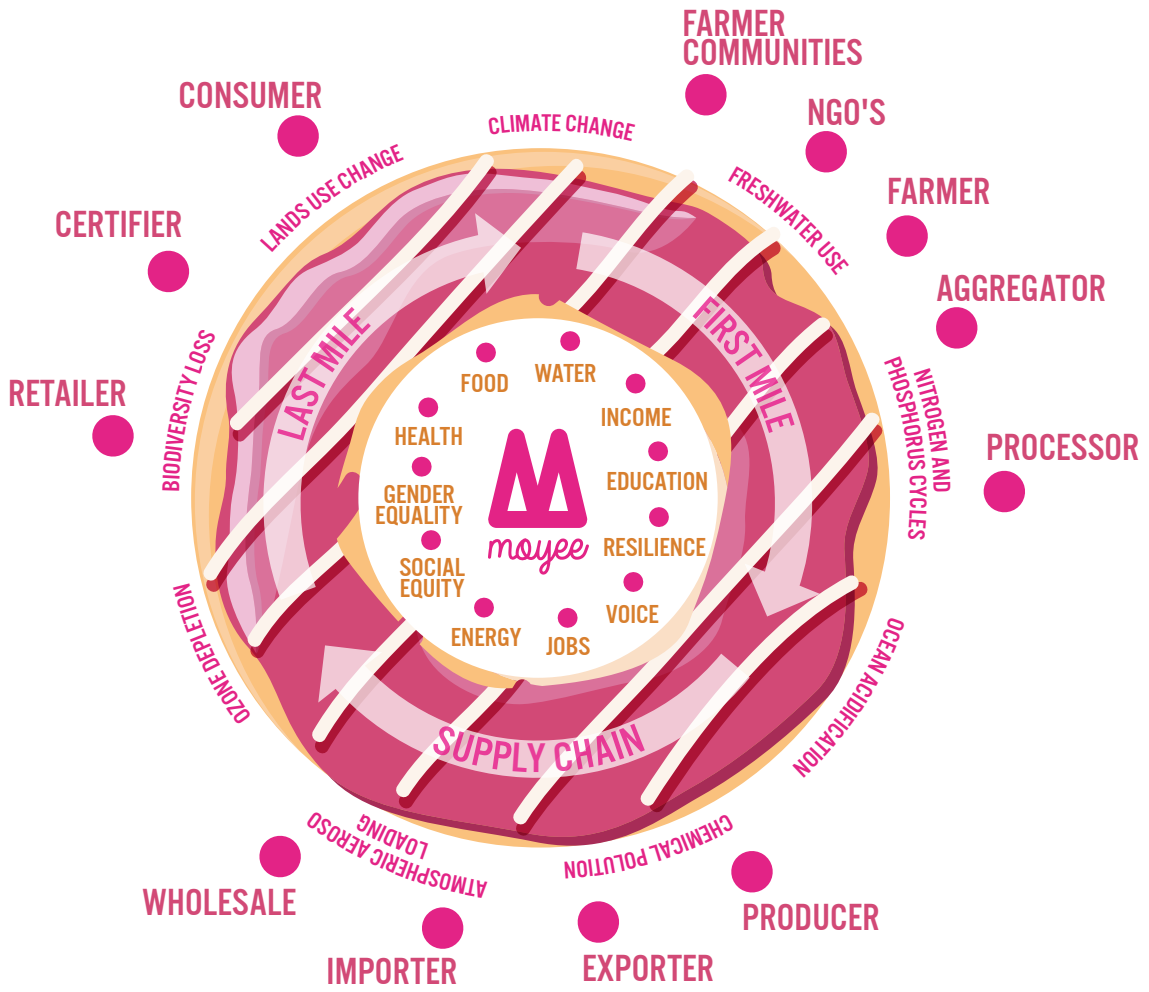 FARMER
COMMUNITIES
NGO'S
FARMER
AGGREGATOR
PROCESSOR
PRODUCER
EXPORTER
IMPORTER
WHOLESALE
RETAILER
CERTIFIER
CONSUMER
CLIMATE CHANGE
FRESHWATER USE
NITROGEN AND
PHOSPHORUS CYCLES
OCEAN ACIDIFICATION
CHEMICAL POLUTION
ATMOSPHERIC AEROSO
LOADING
OZONE DEPLETION
BIODIVERSITY LOSS
LANDS USE CHANGE
FIRST MILE
SUPPLY CHAIN
LAST MILE
WATER
INCOME
EDUCATION
RESILIENCE
VOICE
JOBS
ENERGY
SOCIAL
EQUITY
GENDER
EQUALITY
HEALTH
FOOD
moyee